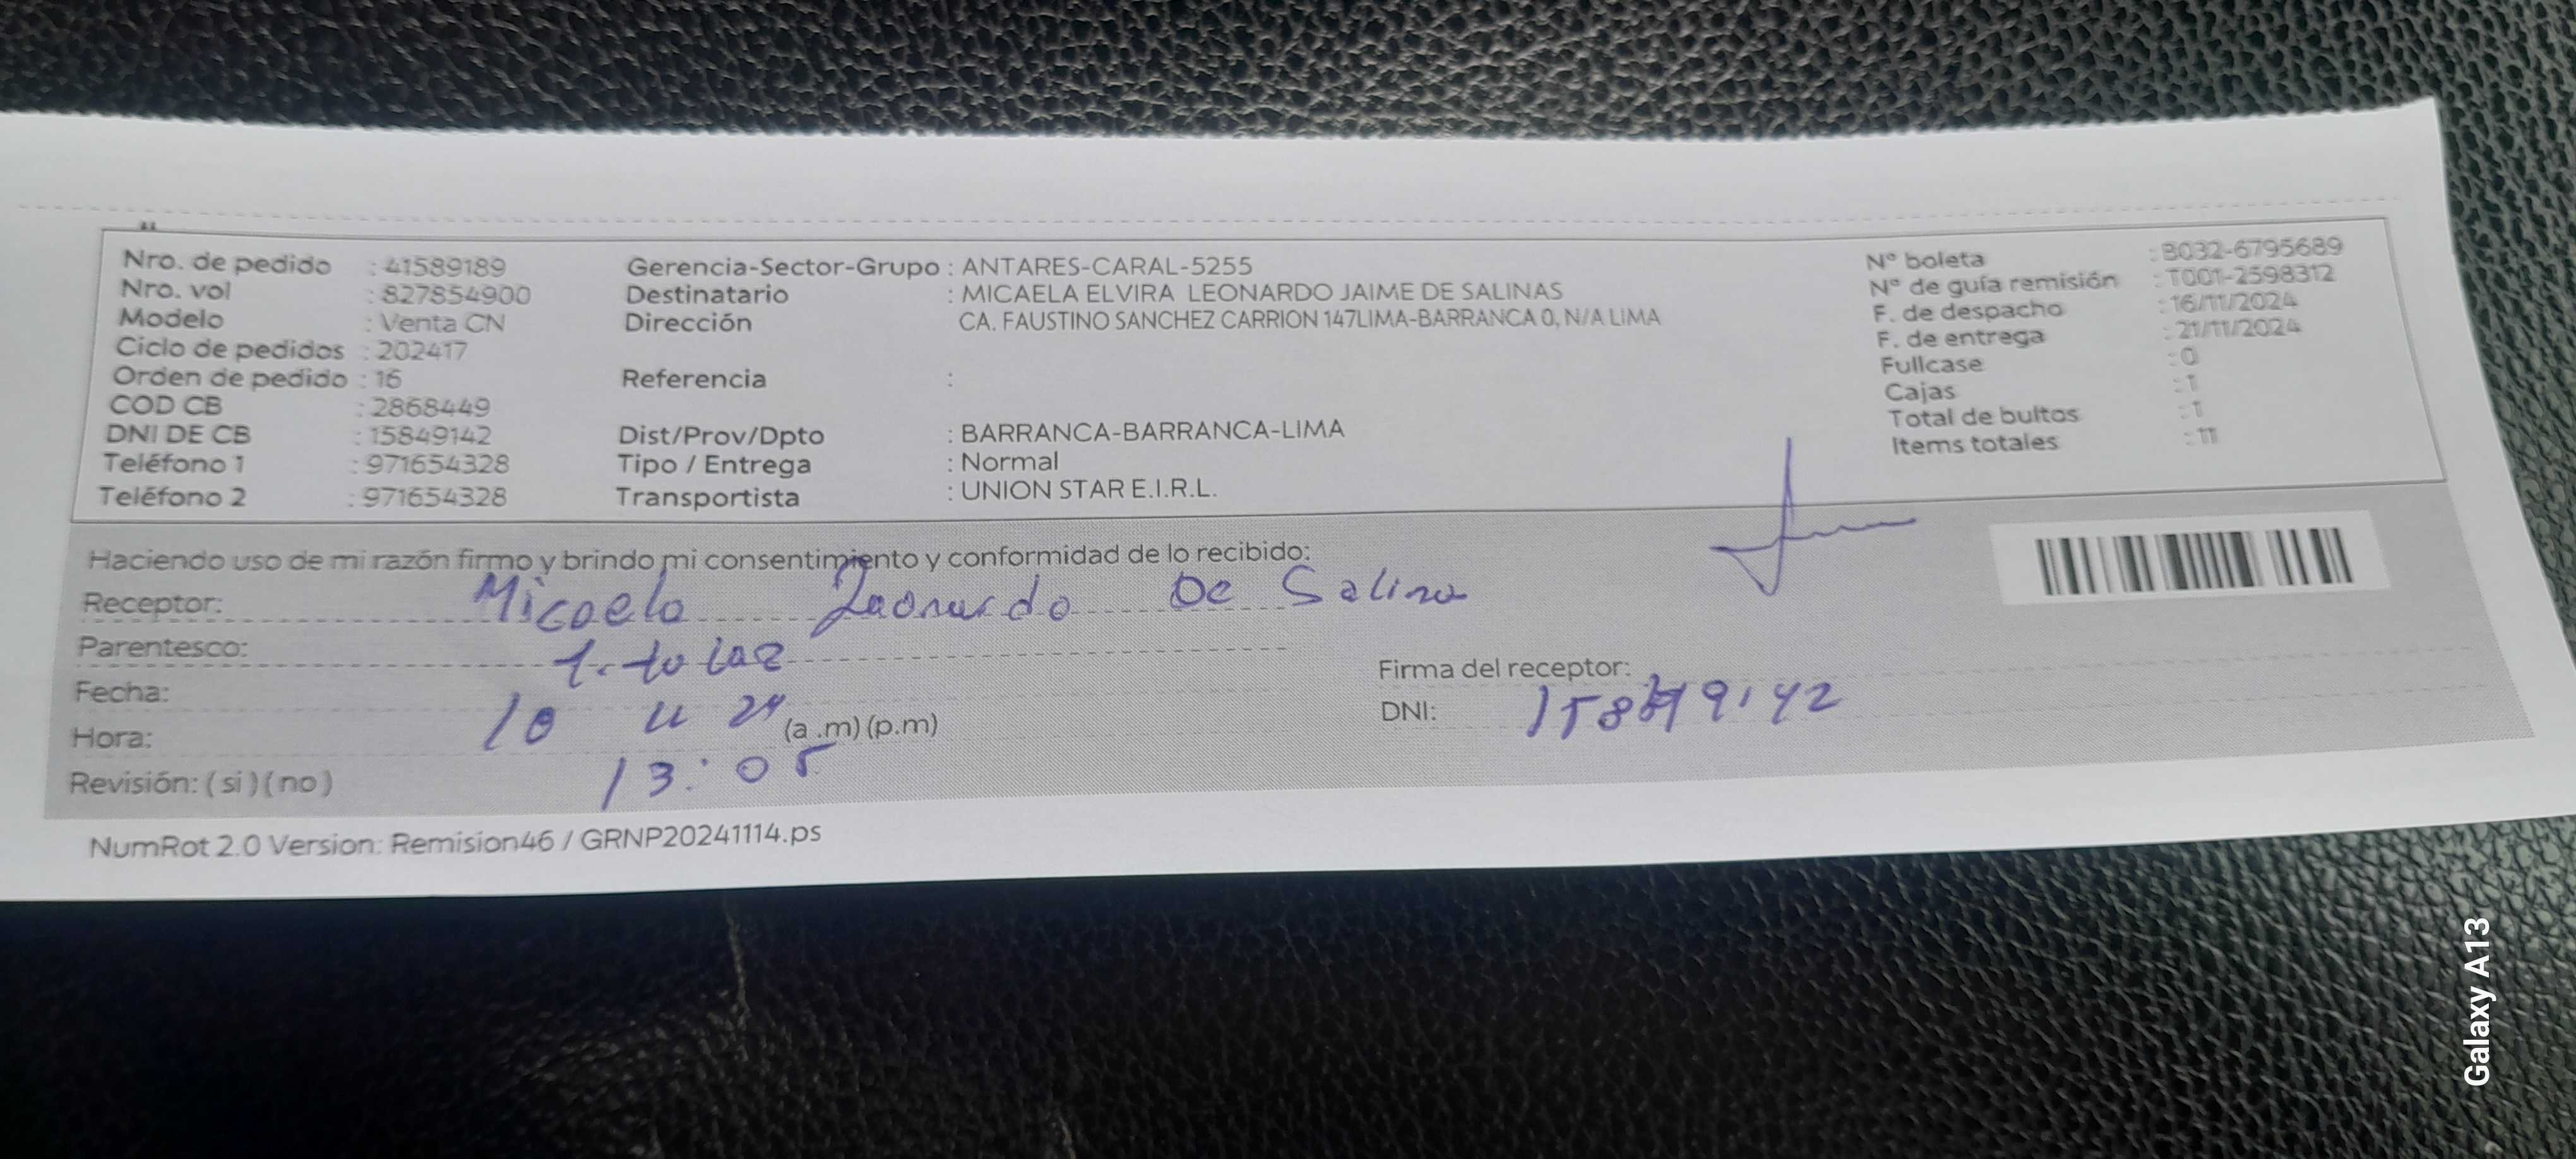 Nro. de pedido : 41589189
Nro. vol : 827854900
Modelo : Venta CN
Ciclo de pedidos : 202417
Orden de pedido : 16
COD CB : 2868449
DNI DE CB : 15849142
Teléfono 1 : 971654328
Teléfono 2 : 971654328
Gerencia-Sector-Grupo : ANTARES-CARAL-5255
Destinatario : MICAELA ELVIRA LEONARDO JAIME DE SALINAS
Dirección CA. FAUSTINO SANCHEZ CARRION 147LIMA-BARRANCA 0, N/A LIMA
Referencia :
Dist/Prov/Dpto : BARRANCA-BARRANCA-LIMA
Tipo / Entrega : Normal
Transportista : UNION STAR E.I.R.L.
N° boleta : B032-6795689
N° de guía remisión : T001-2598312
F. de despacho : 16/11/2024
F. de entrega : 21/11/2024
Fullcase : 0
Cajas : 1
Total de bultos : 1
Items totales : 11
Haciendo uso de mi razón firmo y brindo mi consentimiento y conformidad de lo recibido:
Receptor: Micaela Leonardo De Salinas
Parentesco: titular
Fecha:
Hora: (a .m) (p.m)
13:05
Revisión: ( si ) ( no )
Firma del receptor:
DNI: 15849142
NumRot 2.0 Version: Remision46 / GRNP20241114.ps
Galaxy A13